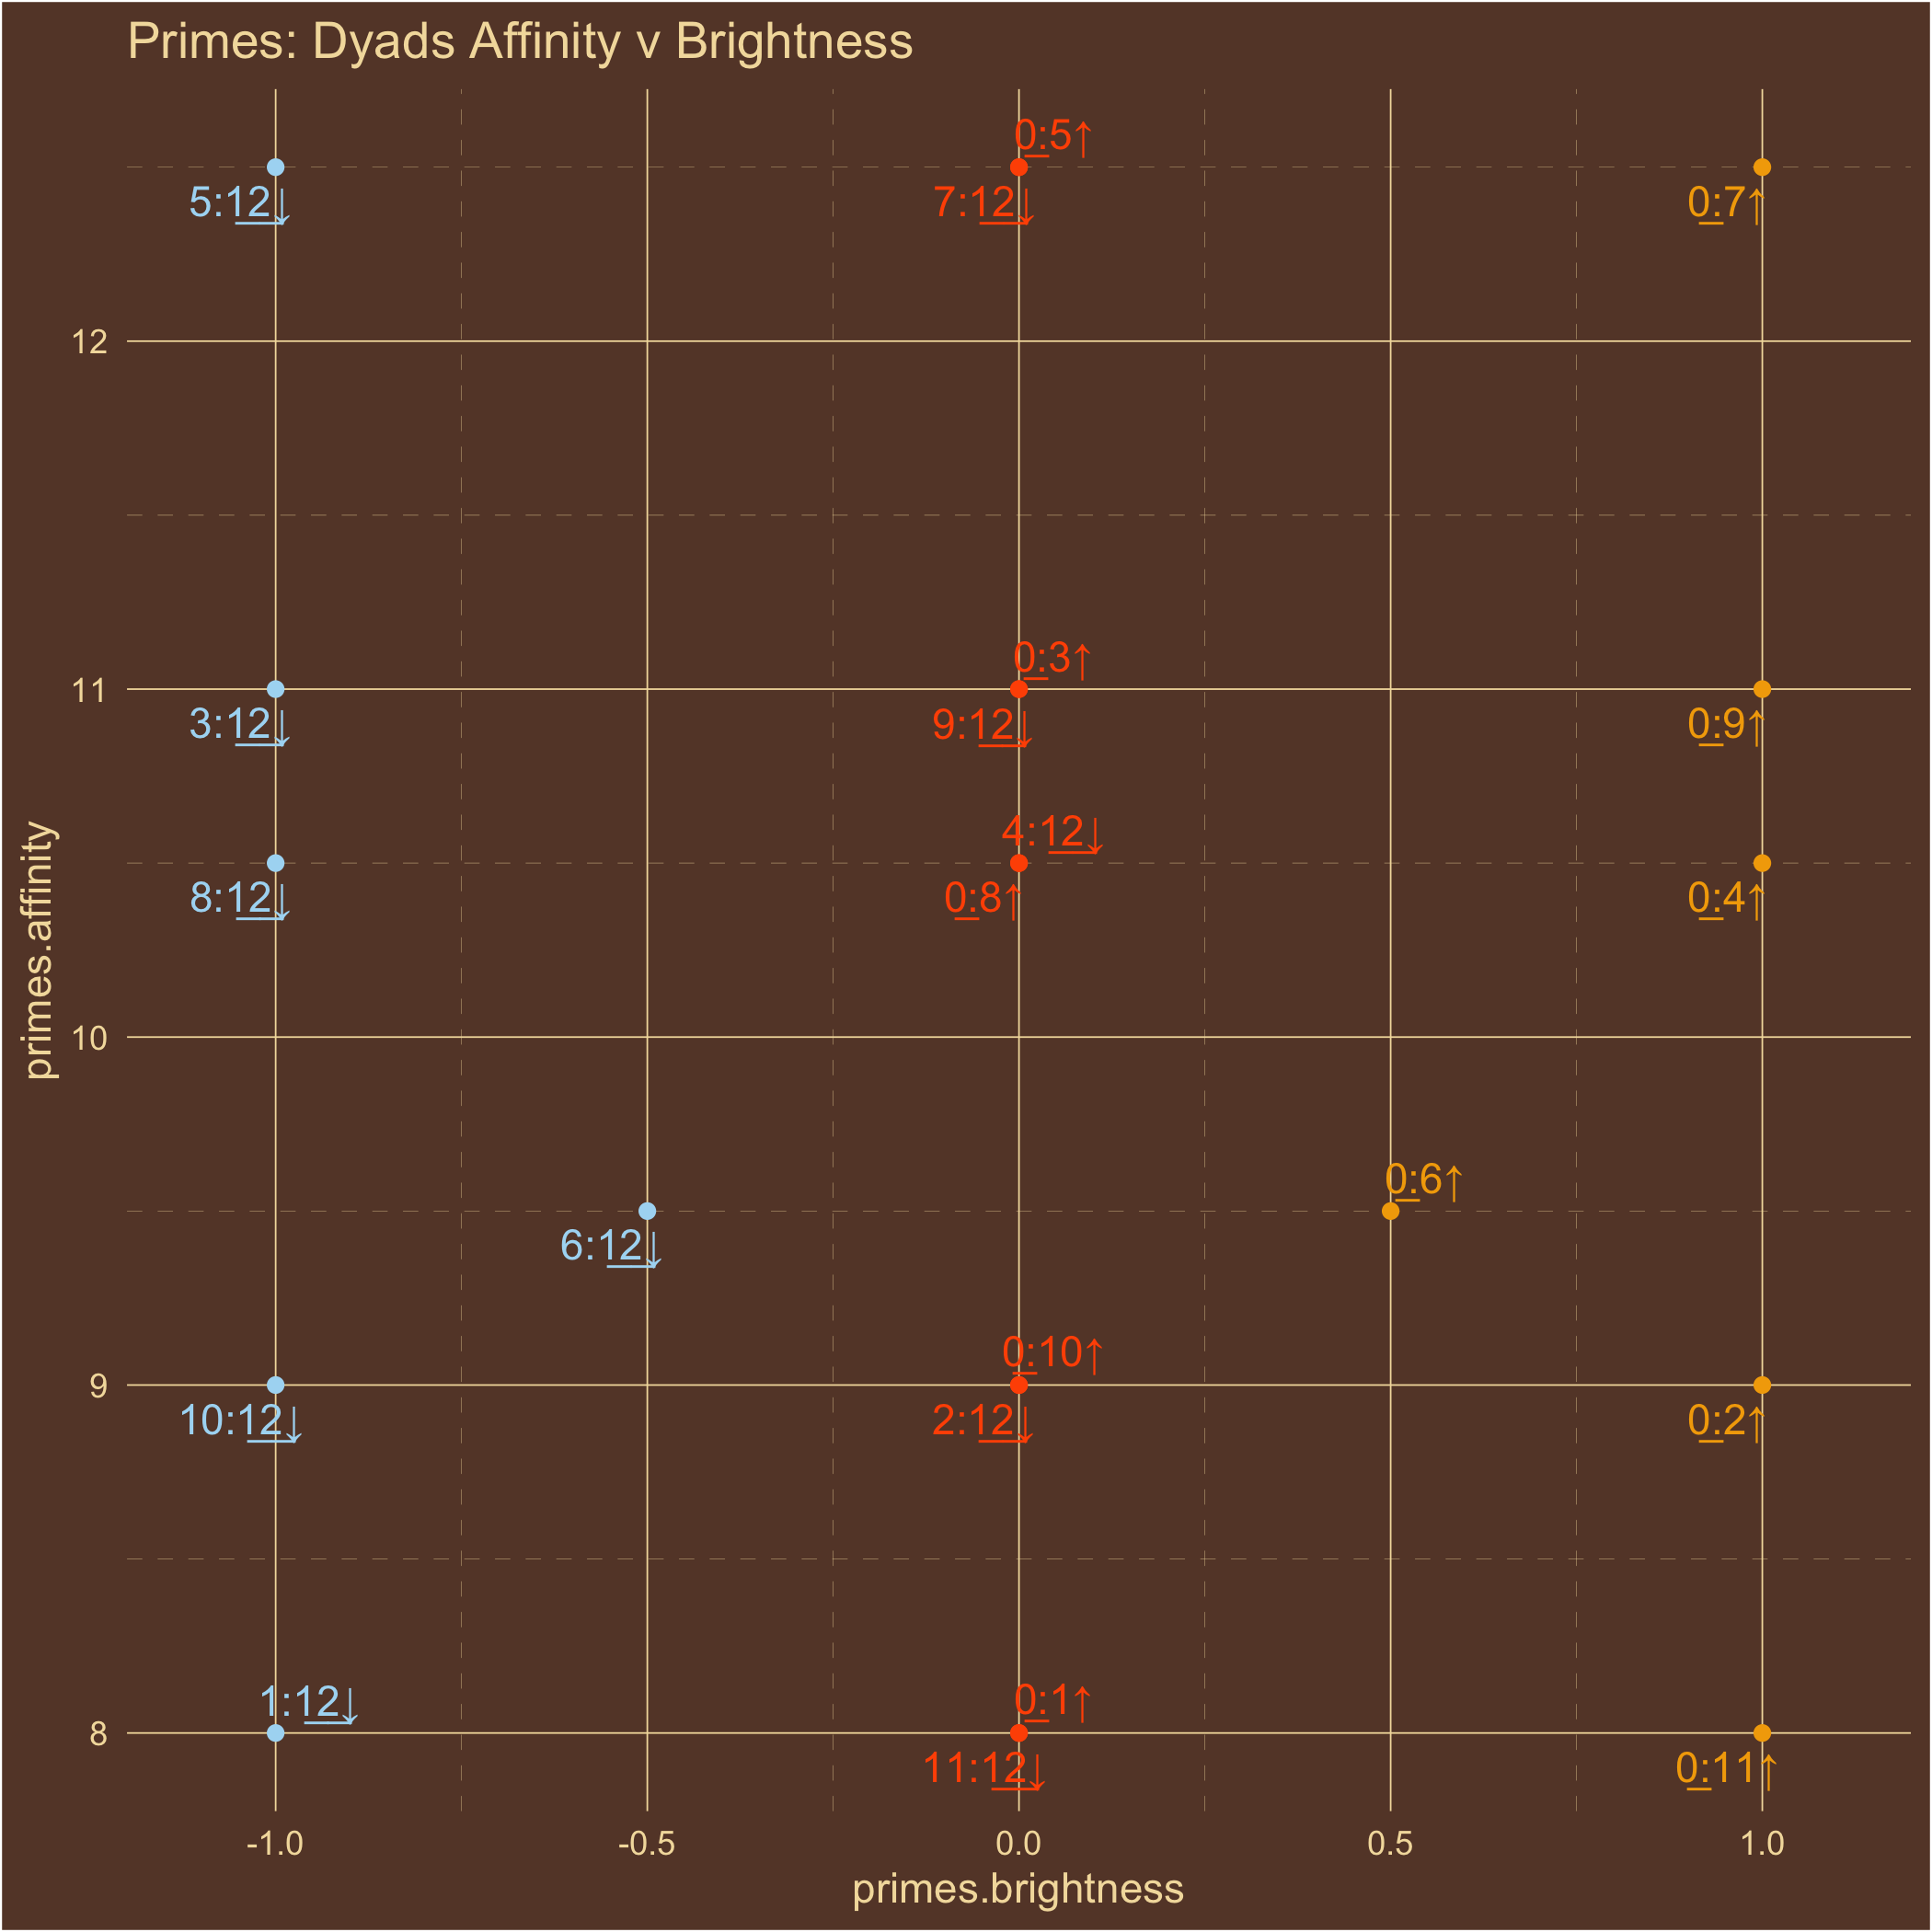 Primes: Dyads Affinity v Brightness
0:5↑
5:12↓ 7:12↓ 0:7↑
12
0:3↑
11
3:12↓ 9:12↓ 0:9↑
4:12↓
8:12↓ 0:8↑ 0:4↑
primes.affinity
10
0:6↑
6:12↓
0:10↑
9
10:12↓ 2:12↓ 0:2↑
1:12↓ 0:1↑
8
11:12↓ 0:11↑
-1.0 -0.5 0.0 0.5 1.0
primes.brightness